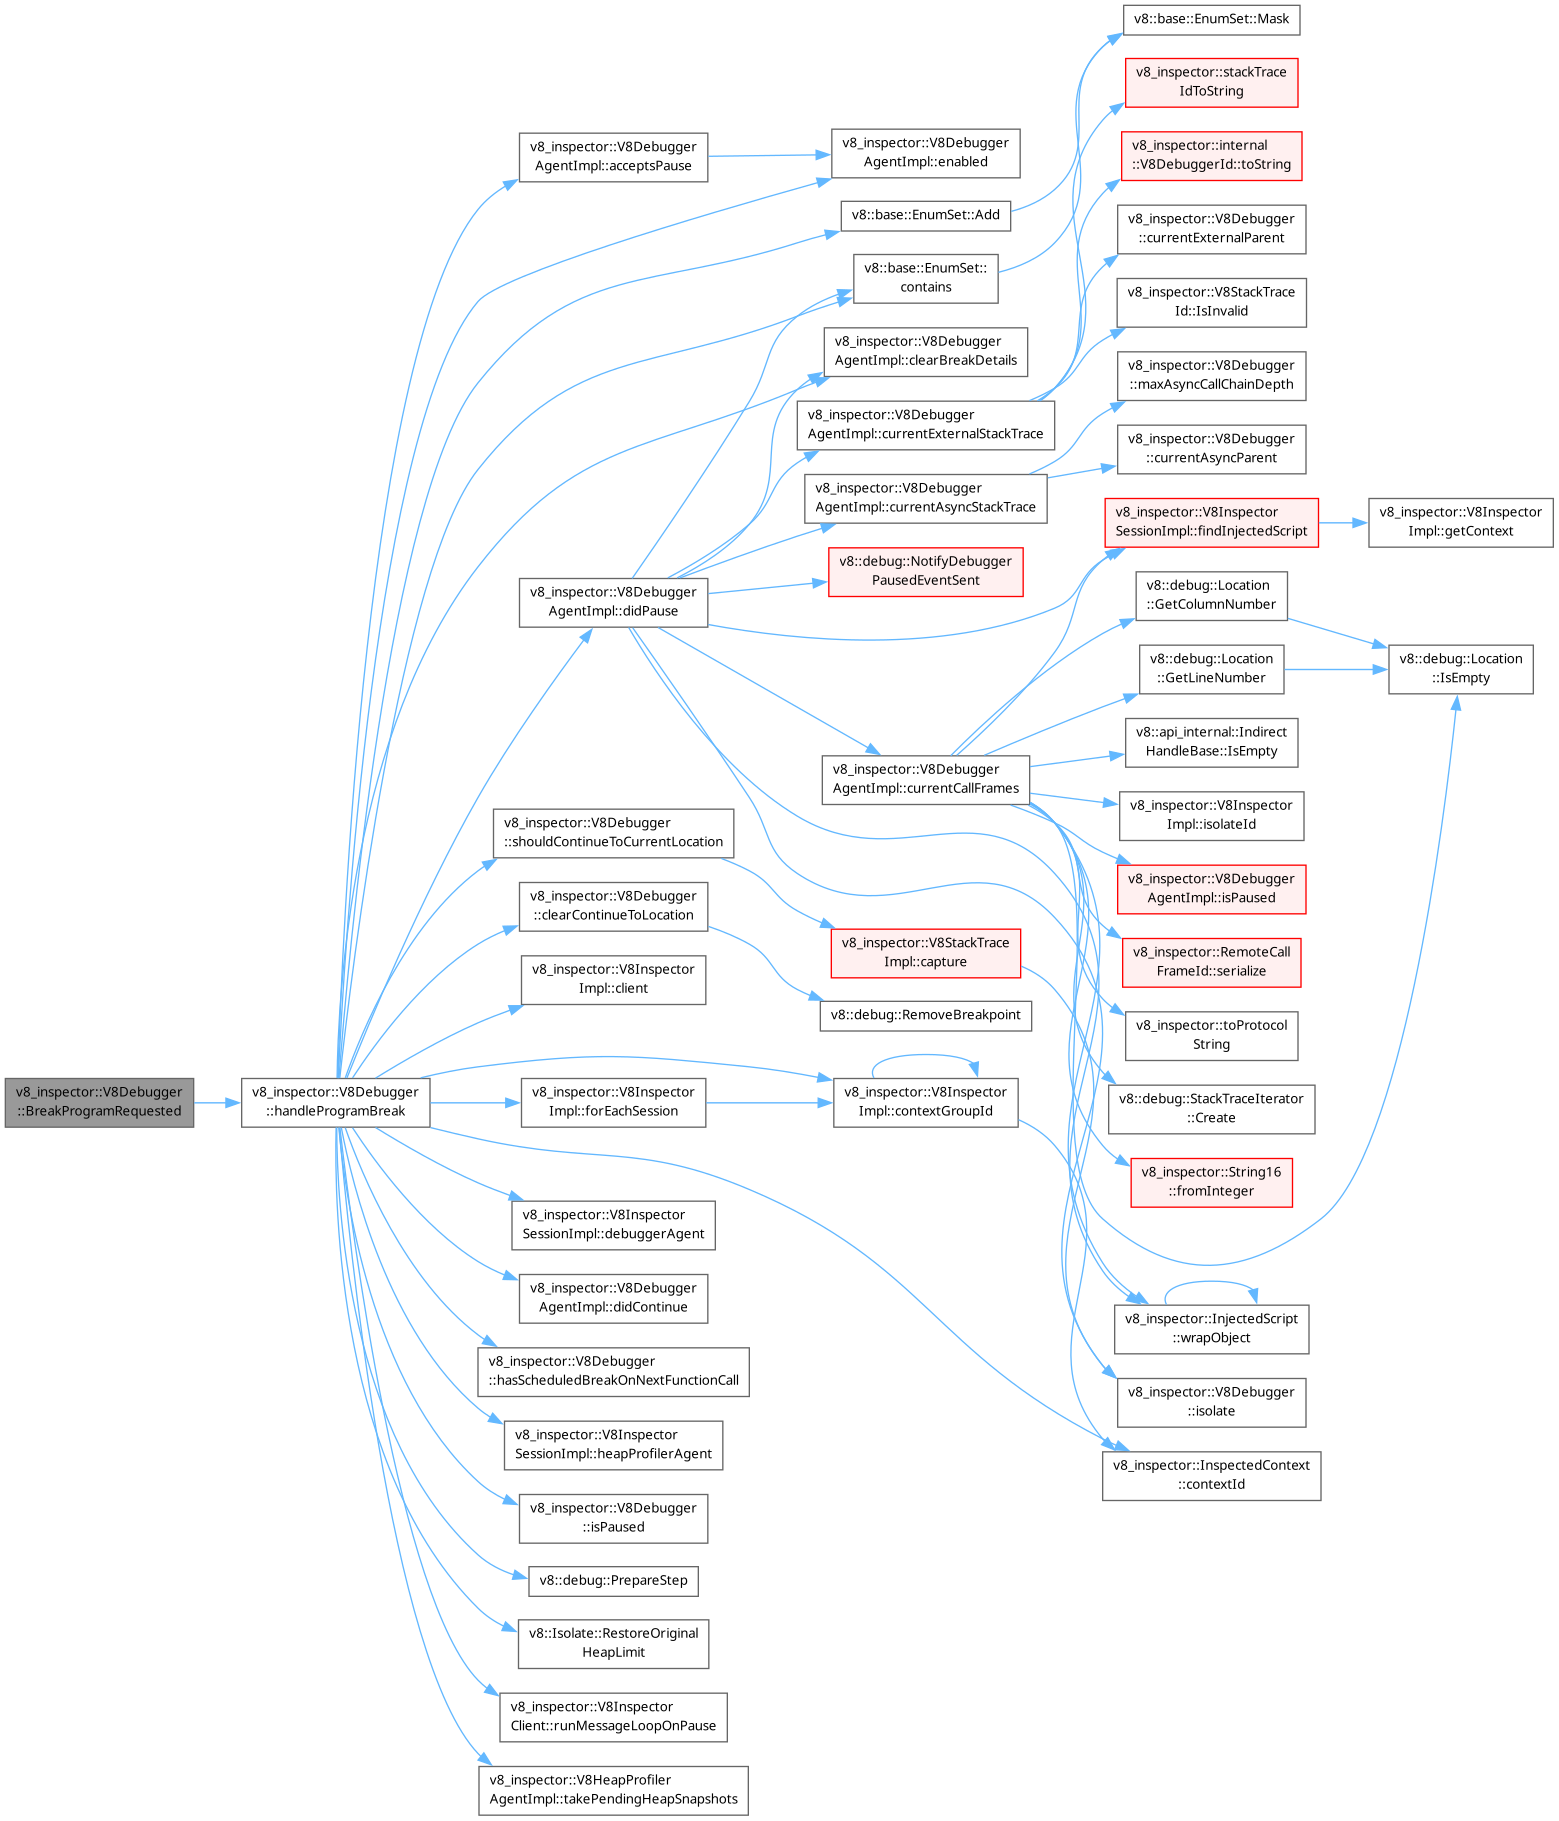 v8_inspector::V8Debugger
::BreakProgramRequested
v8_inspector::V8Debugger
::handleProgramBreak
v8_inspector::V8Debugger
AgentImpl::acceptsPause
v8_inspector::V8Debugger
AgentImpl::didPause
v8_inspector::V8Debugger
::shouldContinueToCurrentLocation
v8_inspector::V8Debugger
::clearContinueToLocation
v8_inspector::V8Inspector
Impl::client
v8_inspector::V8Inspector
Impl::forEachSession
v8_inspector::V8Inspector
SessionImpl::debuggerAgent
v8_inspector::V8Debugger
AgentImpl::didContinue
v8_inspector::V8Debugger
::hasScheduledBreakOnNextFunctionCall
v8_inspector::V8Inspector
SessionImpl::heapProfilerAgent
v8_inspector::V8Debugger
::isPaused
v8::debug::PrepareStep
v8::Isolate::RestoreOriginal
HeapLimit
v8_inspector::V8Inspector
Client::runMessageLoopOnPause
v8_inspector::V8HeapProfiler
AgentImpl::takePendingHeapSnapshots
v8_inspector::V8Debugger
AgentImpl::enabled
v8::base::EnumSet::Add
v8::base::EnumSet::
contains
v8_inspector::V8Debugger
AgentImpl::clearBreakDetails
v8_inspector::V8Debugger
AgentImpl::currentExternalStackTrace
v8_inspector::V8Debugger
AgentImpl::currentAsyncStackTrace
v8::debug::NotifyDebugger
PausedEventSent
v8_inspector::V8Debugger
AgentImpl::currentCallFrames
v8_inspector::V8StackTrace
Impl::capture
v8::debug::RemoveBreakpoint
v8_inspector::V8Inspector
Impl::contextGroupId
v8::base::EnumSet::Mask
v8_inspector::stackTrace
IdToString
v8_inspector::internal
::V8DebuggerId::toString
v8_inspector::V8Debugger
::currentExternalParent
v8_inspector::V8StackTrace
Id::IsInvalid
v8_inspector::V8Debugger
::maxAsyncCallChainDepth
v8_inspector::V8Debugger
::currentAsyncParent
v8_inspector::V8Inspector
SessionImpl::findInjectedScript
v8::debug::Location
::GetColumnNumber
v8::debug::Location
::GetLineNumber
v8::api_internal::Indirect
HandleBase::IsEmpty
v8_inspector::V8Inspector
Impl::isolateId
v8_inspector::V8Debugger
AgentImpl::isPaused
v8_inspector::RemoteCall
FrameId::serialize
v8_inspector::toProtocol
String
v8::debug::StackTraceIterator
::Create
v8_inspector::String16
::fromInteger
v8_inspector::InjectedScript
::wrapObject
v8_inspector::V8Debugger
::isolate
v8_inspector::InspectedContext
::contextId
v8_inspector::V8Inspector
Impl::getContext
v8::debug::Location
::IsEmpty